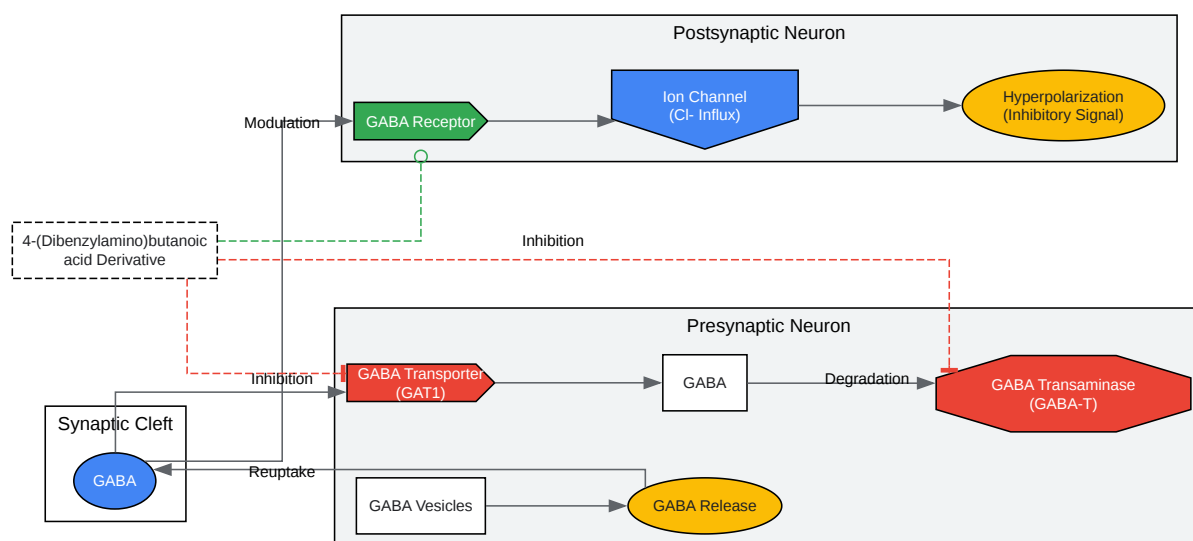 Postsynaptic Neuron
Modulation
GABA Receptor
Ion Channel
(Cl- Influx)
Hyperpolarization
(Inhibitory Signal)
4-(Dibenzylamino)butanoic
acid Derivative
Inhibition
Presynaptic Neuron
Inhibition
GABA Transporter
(GAT1)
GABA
Degradation
GABA Transaminase
(GABA-T)
Synaptic Cleft
GABA
Reuptake
GABA Vesicles
GABA Release